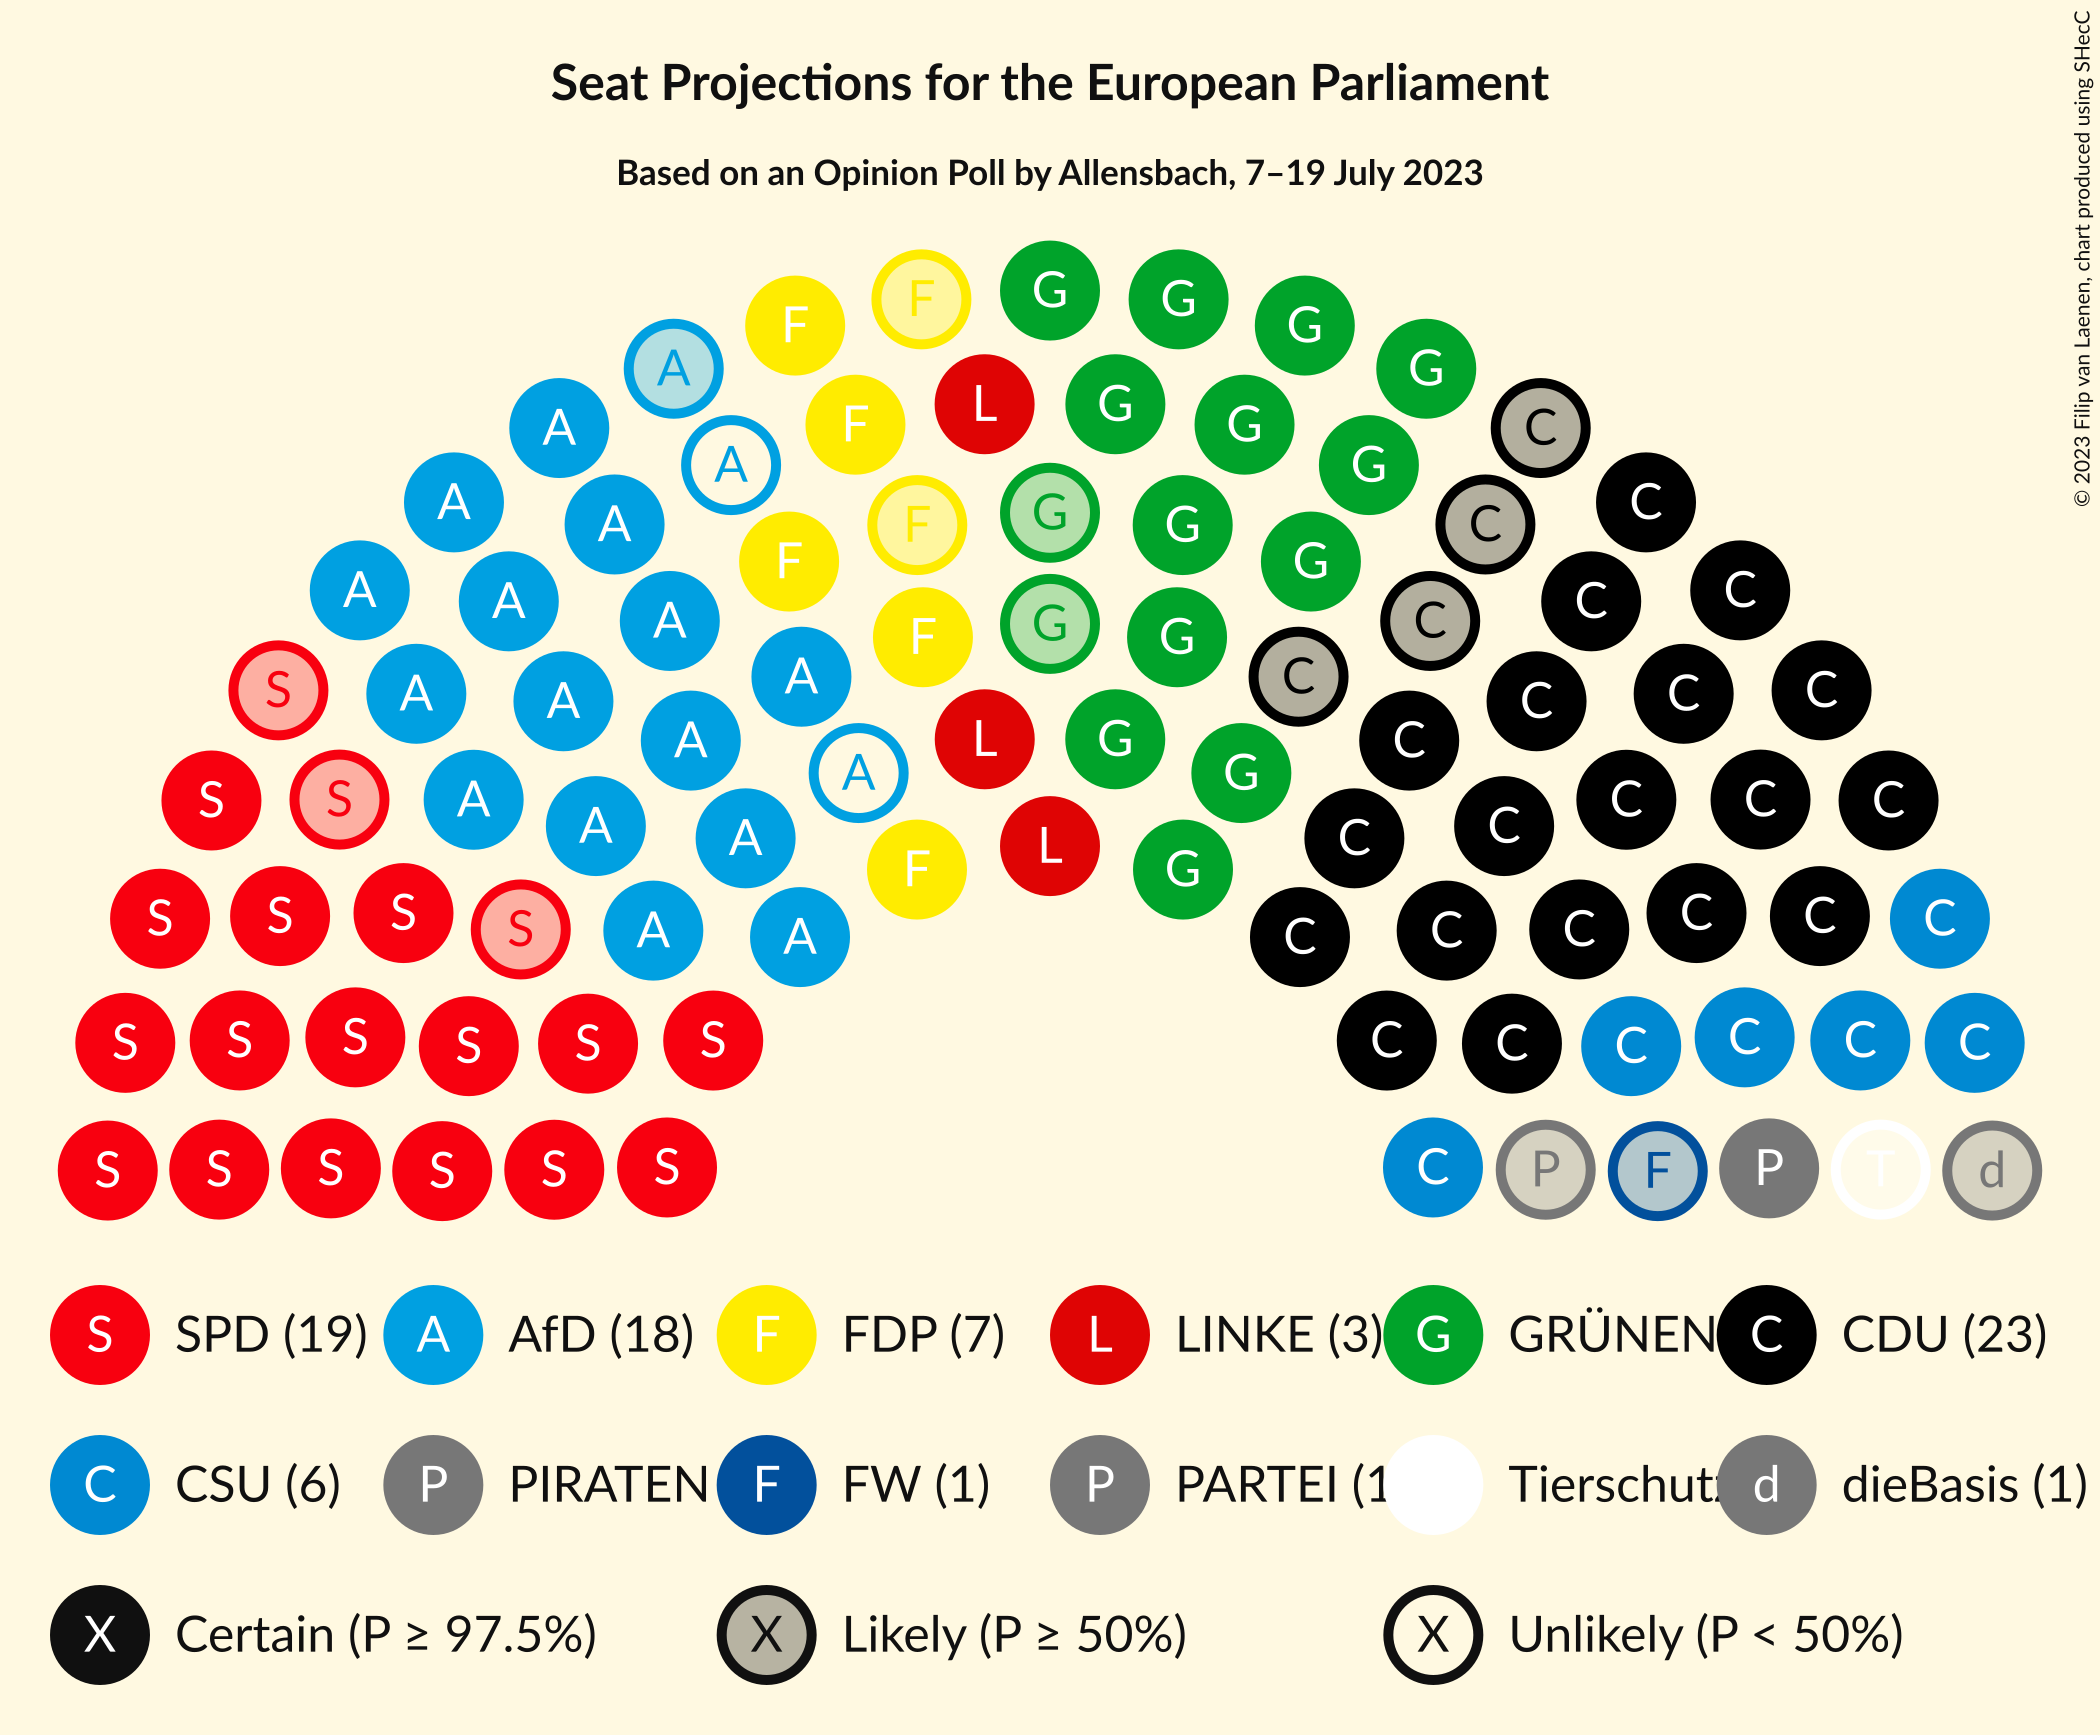 Seat Projections for the European Parliament
Based on an Opinion Poll by Allensbach, 7–19 July 2023
© 2023 Filip van Laenen, chart produced using SHecC
F G G
F G
A G
A L G C
F G
A A G C
A F G C
A G
A F G C
A A G C C
A A C C
F G
A A G C C
S A A C C
A A C C
L G
A G C
S S A A G C C C
A A C C
L
F G
S S S S A A C C C C C C
S S S S S S C C C C C C
S S S S S S C P F P T d
S SPD (19) A AfD (18) F FDP (7) L LINKE (3) G GRÜNEN C CDU (23)
C CSU (6) P PIRATEN F FW (1) P PARTEI (1 Tierschutz d dieBasis (1)
X Certain (P ≥ 97.5%) X Likely (P ≥ 50%) X Unlikely (P < 50%)